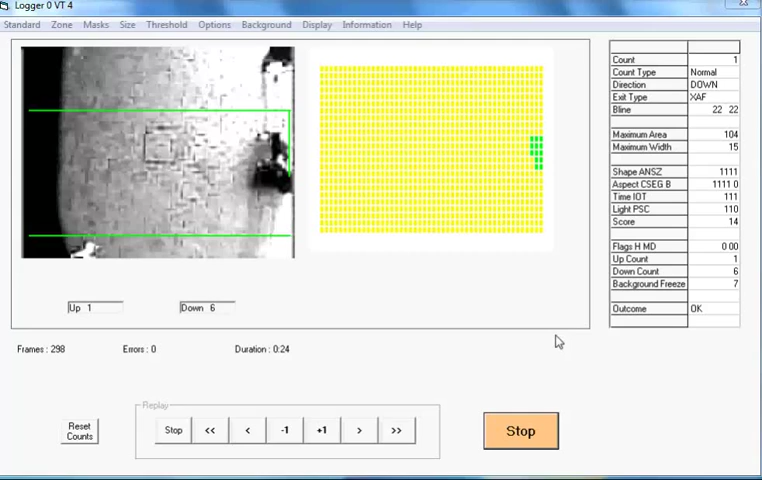 Logger 0 VT 4
Standard Zone Masks Size Threshold Options Background Display Information Help
Count 1
Count Type Normal
Direction DOWN
Exit Type XAF
Bline 22 22
Maximum Area 104
Maximum Width 15
Shape ANSZ 1111
Aspect CSEG B 1111 0
Time IOT 111
Light PSC 110
Score 14
Flags H MD 0 00
Up Count 1
Down Count 6
Background Freeze 7
Outcome OK
Up 1 Down 6
Frames : 298 Errors : 0 Duration : 0:24
Replay
Reset Counts
Stop << < -1 +1 > >>
Stop